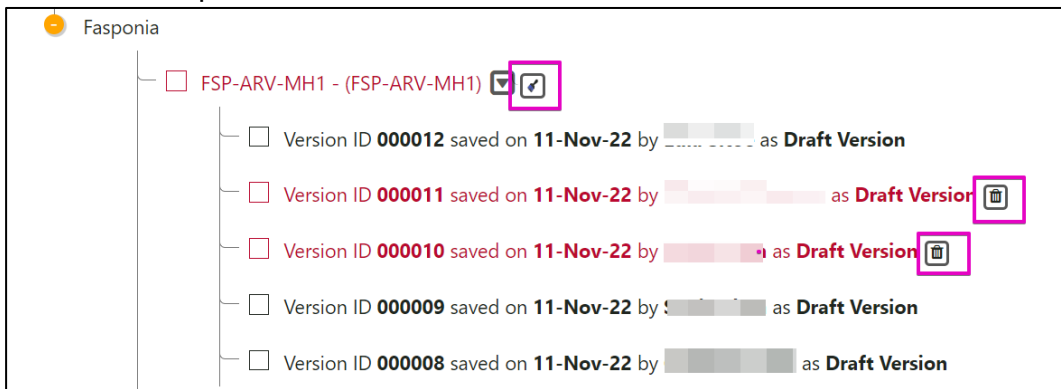 Fasponia
FSP-ARV-MH1 - (FSP-ARV-MH1)
Version ID 000012 saved on 11-Nov-22 by as Draft Version
Version ID 000011 saved on 11-Nov-22 by as Draft Version
Version ID 000010 saved on 11-Nov-22 by as Draft Version
Version ID 000009 saved on 11-Nov-22 by as Draft Version
Version ID 000008 saved on 11-Nov-22 by as Draft Version